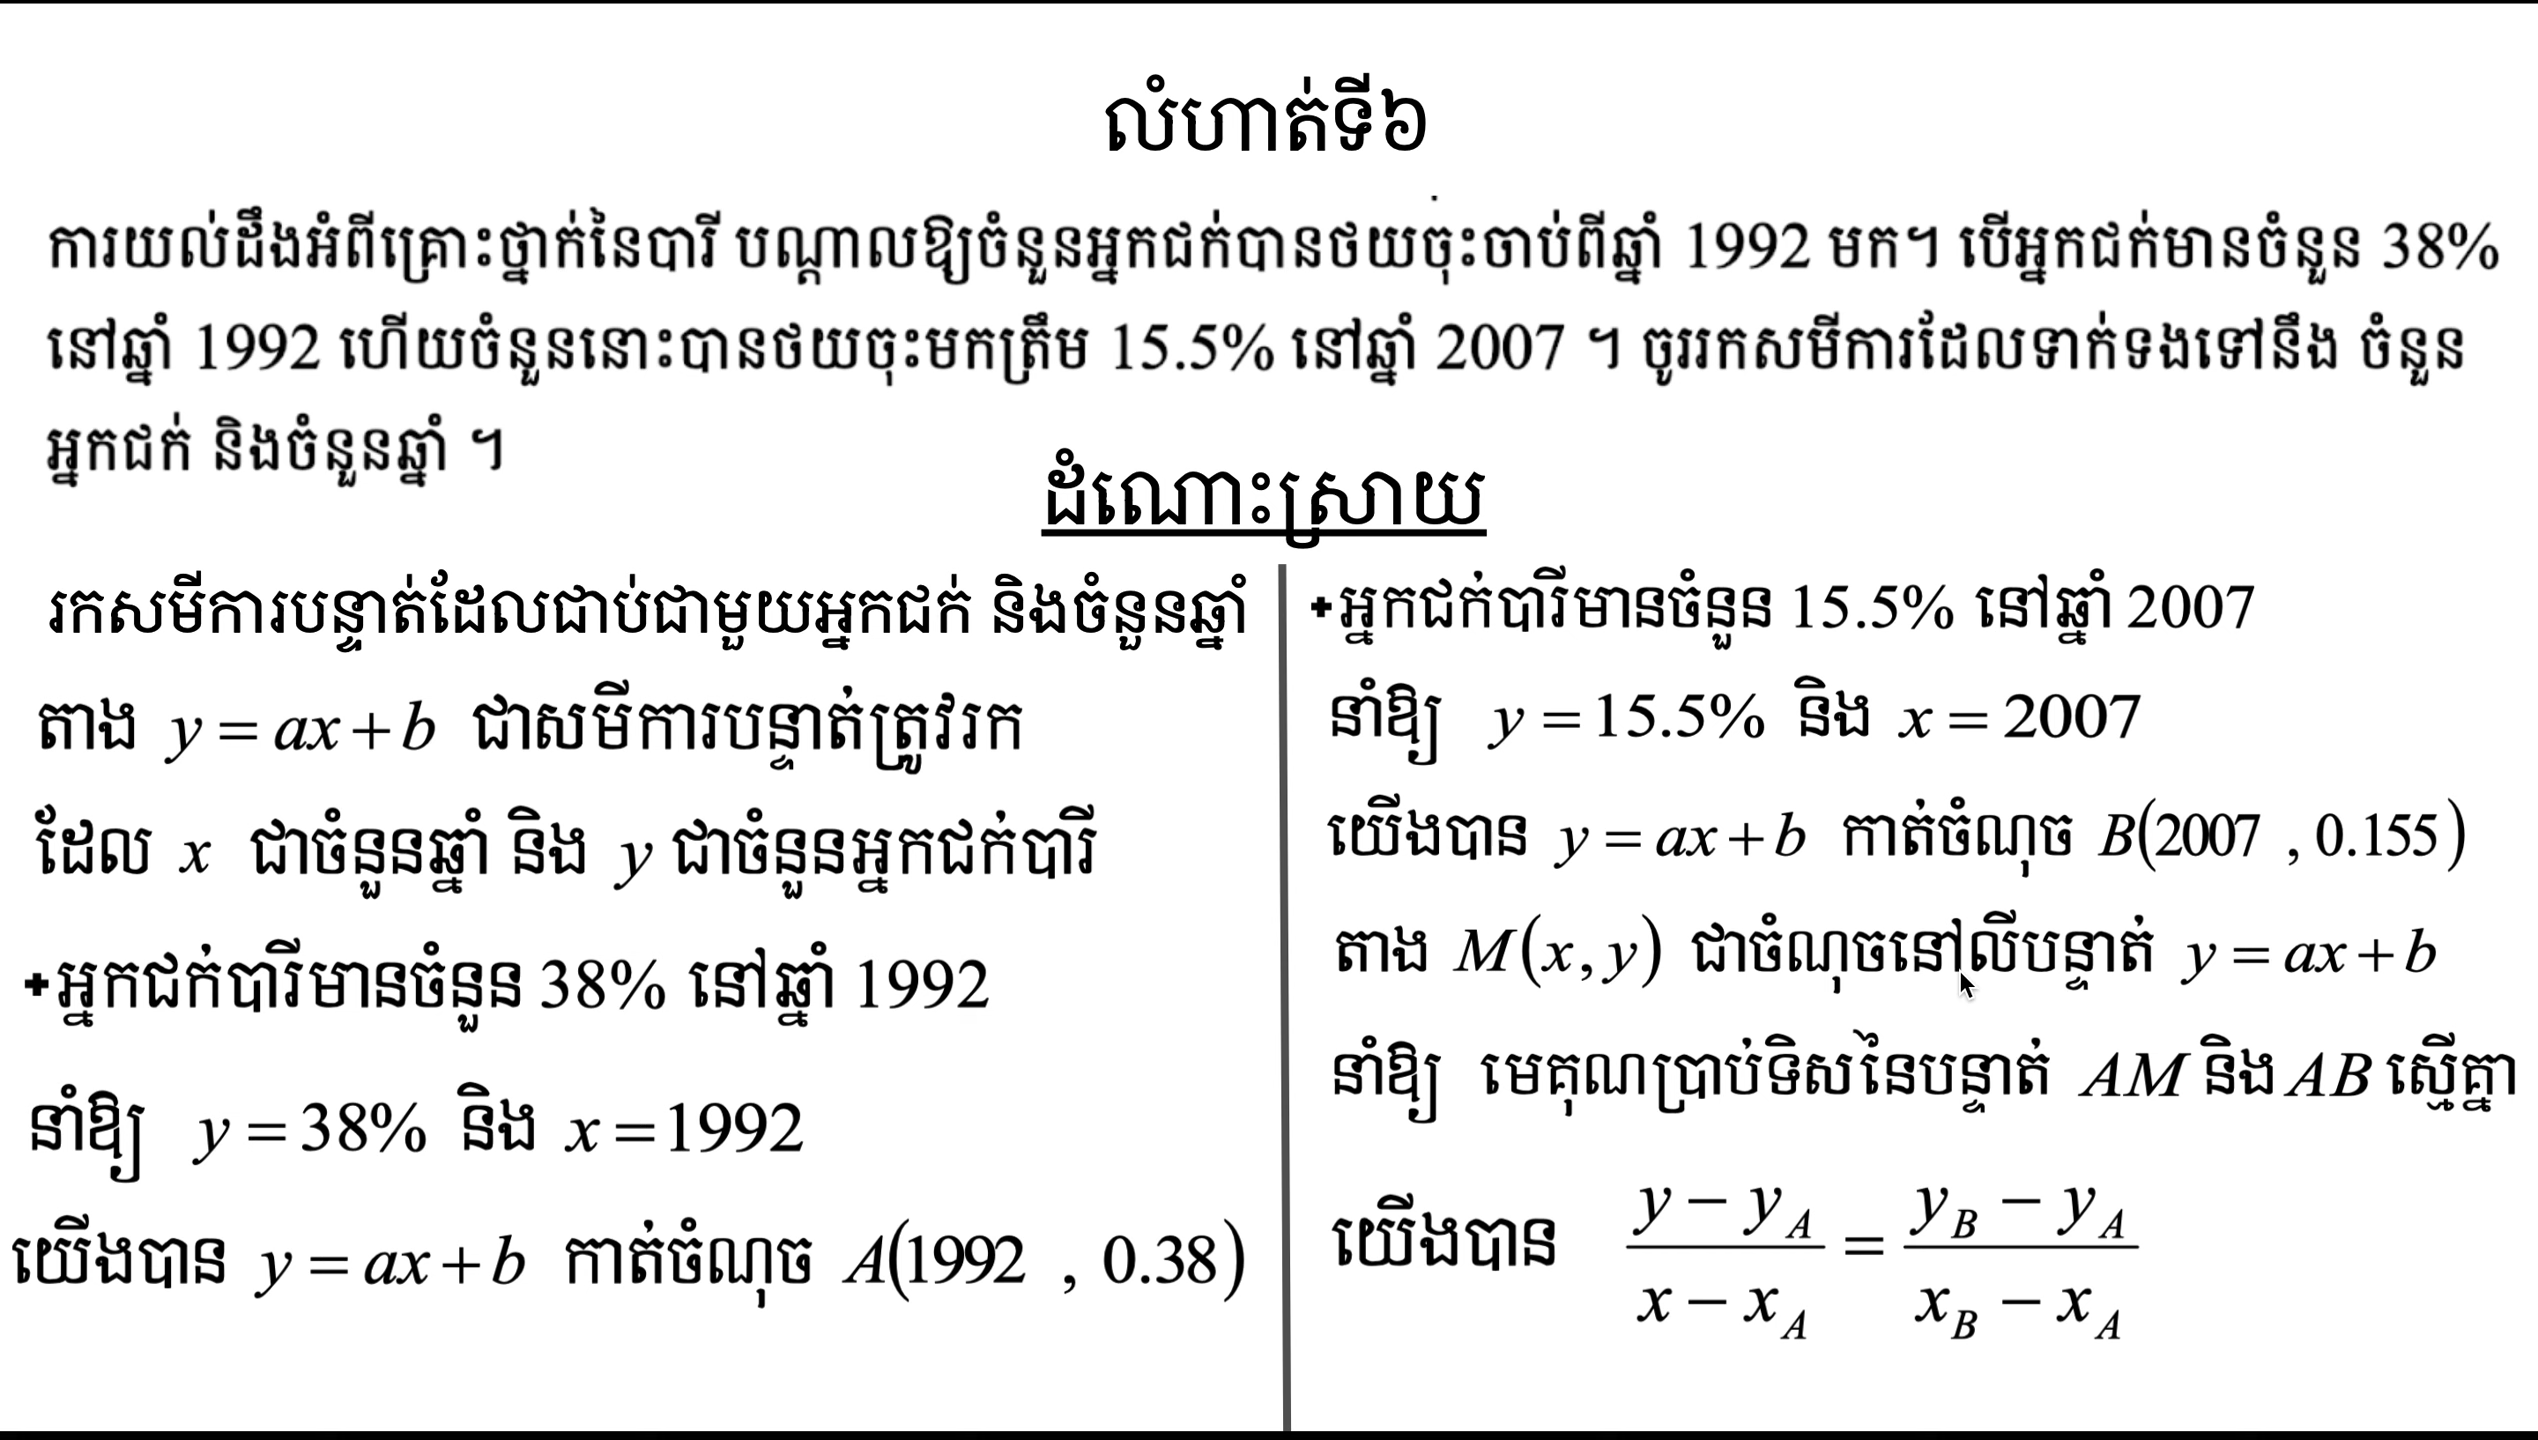 លំហាត់ទី៦
ការយល់ដឹងអំពីគ្រោះថ្នាក់នៃបារី បណ្តាលឱ្យចំនួនអ្នកជក់បានថយចុះចាប់ពីឆ្នាំ 1992 មក។ បើអ្នកជក់មានចំនួន 38%
នៅឆ្នាំ 1992 ហើយចំនួននោះបានថយចុះមកត្រឹម 15.5% នៅឆ្នាំ 2007 ។ ចូររកសមីការដែលទាក់ទងទៅនឹង ចំនួន
អ្នកជក់ និងចំនួនឆ្នាំ ។
ដំណោះស្រាយ
រកសមីការបន្ទាត់ដែលជាប់ជាមួយអ្នកជក់ និងចំនួនឆ្នាំ
តាង y = ax + b ជាសមីការបន្ទាត់ត្រូវរក
ដែល x ជាចំនួនឆ្នាំ និង y ជាចំនួនអ្នកជក់បារី
+អ្នកជក់បារីមានចំនួន 38% នៅឆ្នាំ 1992
នាំឱ្យ y = 38% និង x = 1992
យើងបាន y = ax + b កាត់ចំណុច A(1992 , 0.38)
+អ្នកជក់បារីមានចំនួន 15.5% នៅឆ្នាំ 2007
នាំឱ្យ y = 15.5% និង x = 2007
យើងបាន y = ax + b កាត់ចំណុច B(2007 , 0.155)
តាង M(x, y) ជាចំណុចនៅលើបន្ទាត់ y = ax + b
នាំឱ្យ មេគុណប្រាប់ទិសនៃបន្ទាត់ AM និង AB ស្មើគ្នា
យើងបាន (y − y_A)/(x − x_A) = (y_B − y_A)/(x_B − x_A)